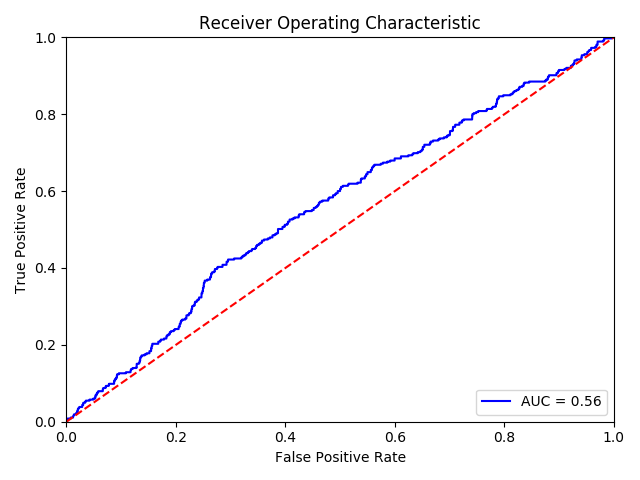 Receiver Operating Characteristic
1.0
0.8
0.6
0.4
0.2
0.0
True Positive Rate
AUC = 0.56
0.0 0.2 0.4 0.6 0.8 1.0
False Positive Rate